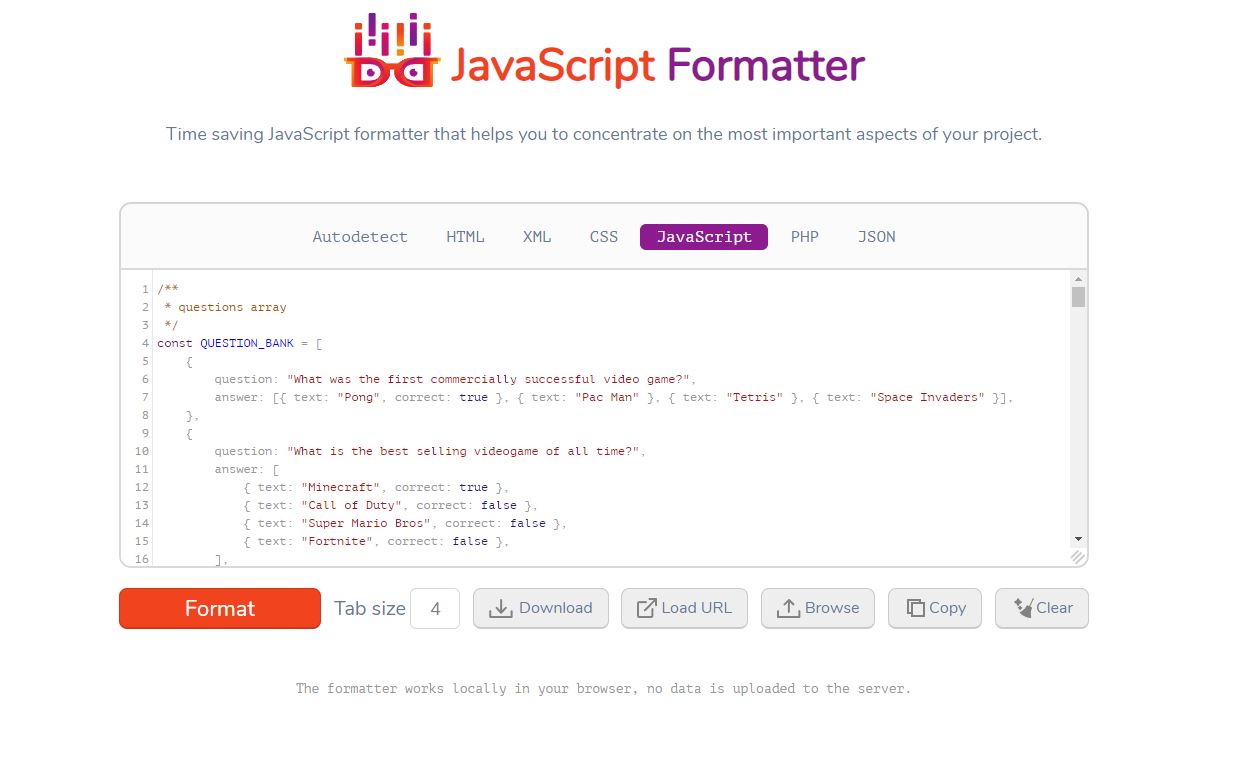 JavaScript Formatter
Time saving JavaScript formatter that helps you to concentrate on the most important aspects of your project.
Autodetect HTML XML CSS JavaScript PHP JSON
1 /**
2  * questions array
3  */
4 const QUESTION_BANK = [
5     {
6         question: "What was the first commercially successful video game?",
7         answer: [{ text: "Pong", correct: true }, { text: "Pac Man" }, { text: "Tetris" }, { text: "Space Invaders" }],
8     },
9     {
10         question: "What is the best selling videogame of all time?",
11         answer: [
12             { text: "Minecraft", correct: true },
13             { text: "Call of Duty", correct: false },
14             { text: "Super Mario Bros", correct: false },
15             { text: "Fortnite", correct: false },
16         ],
Format Tab size 4 Download Load URL Browse Copy Clear
The formatter works locally in your browser, no data is uploaded to the server.